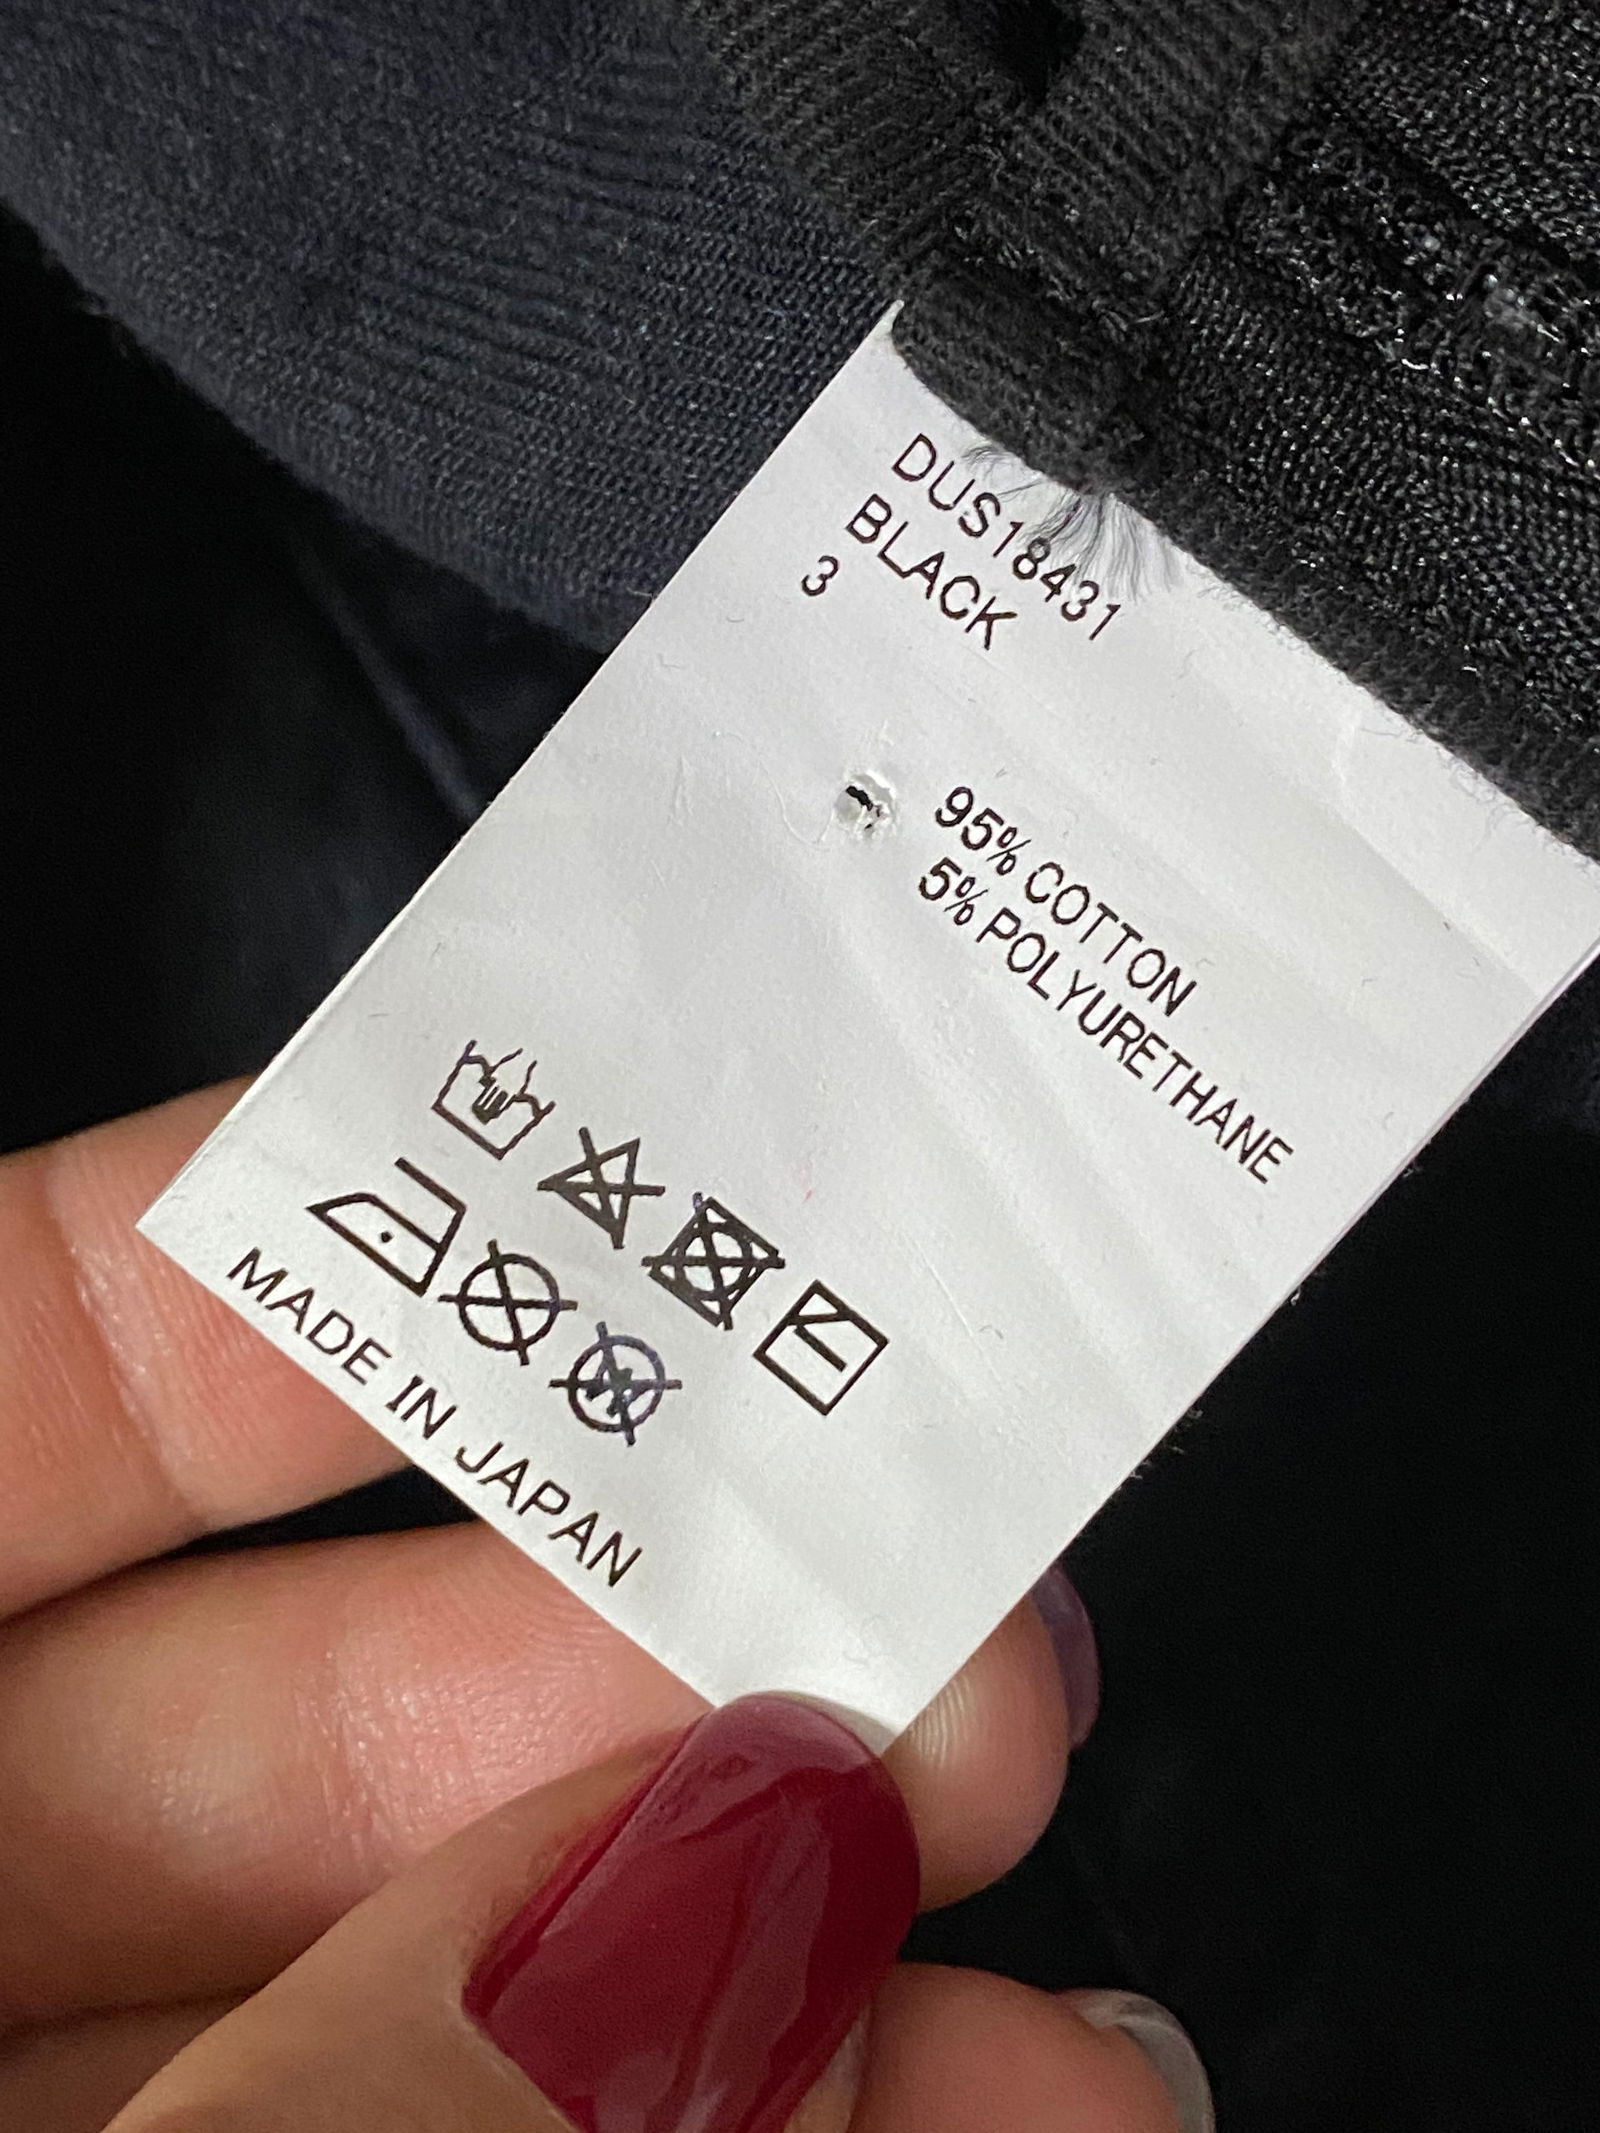 DUS18431
BLACK
3
95% COTTON
5% POLYURETHANE
MADE IN JAPAN